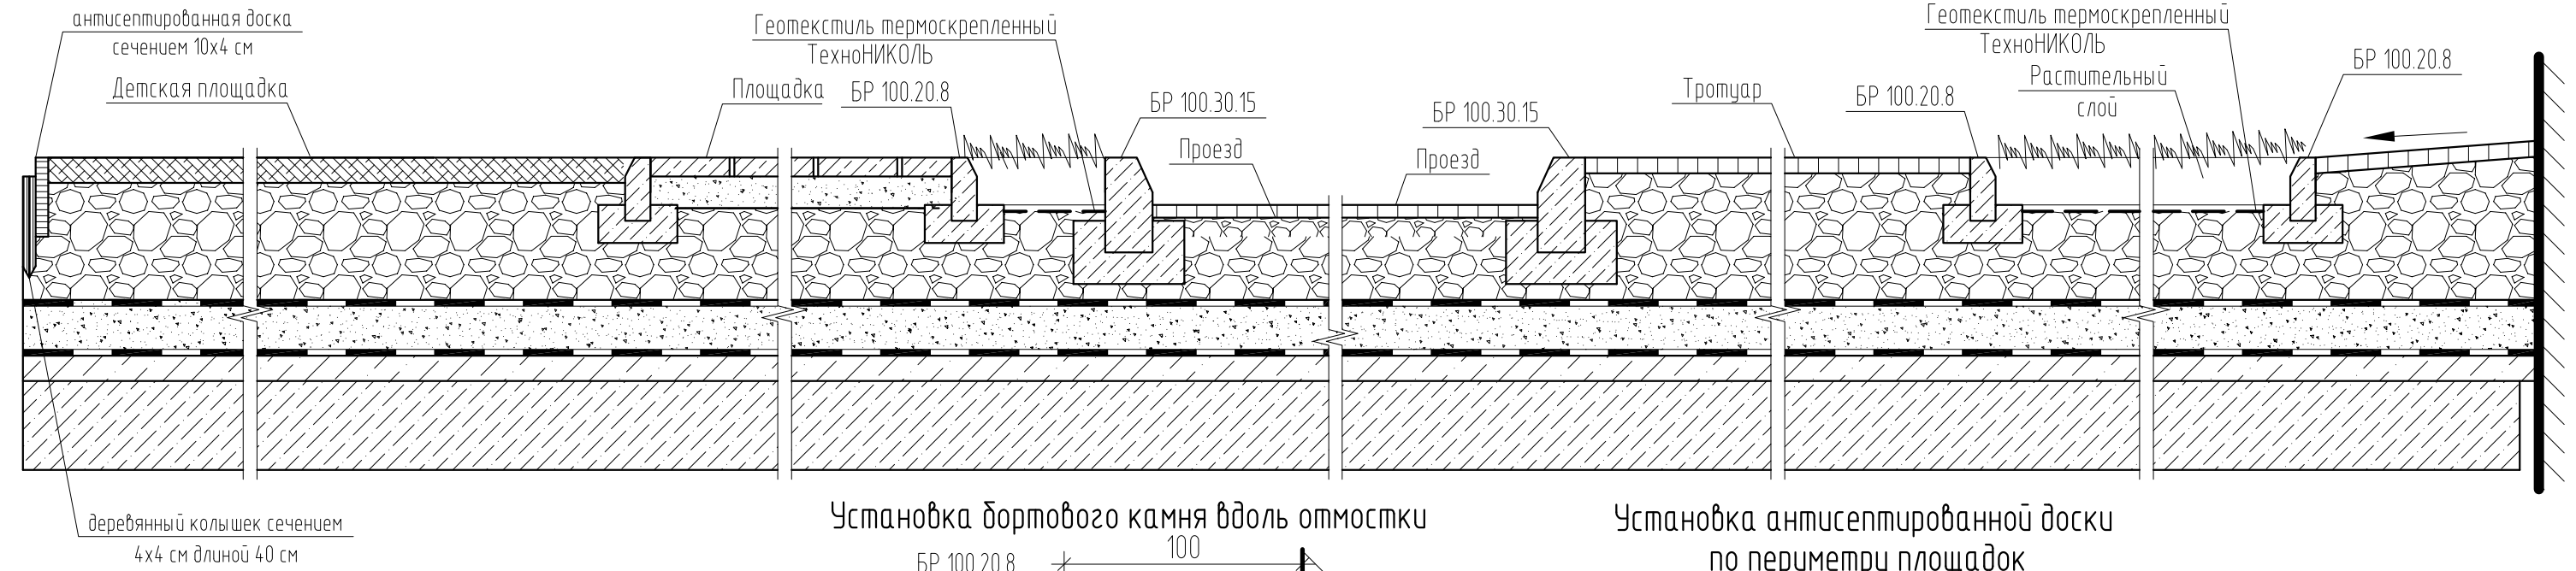 антисептированная доска
сечением 10х4 см
Детская площадка
Геотекстиль термоскрепленный
ТехноНИКОЛЬ
Площадка
БР 100.20.8
БР 100.30.15
Проезд
БР 100.30.15
Проезд
Тротуар
БР 100.20.8
Геотекстиль термоскрепленный
ТехноНИКОЛЬ
Растительный
слой
БР 100.20.8
деревянный колышек сечением
4х4 см длиной 40 см
Установка бортового камня вдоль отмостки
БР 100.20.8
100
Установка антисептированной доски
по периметру площадок